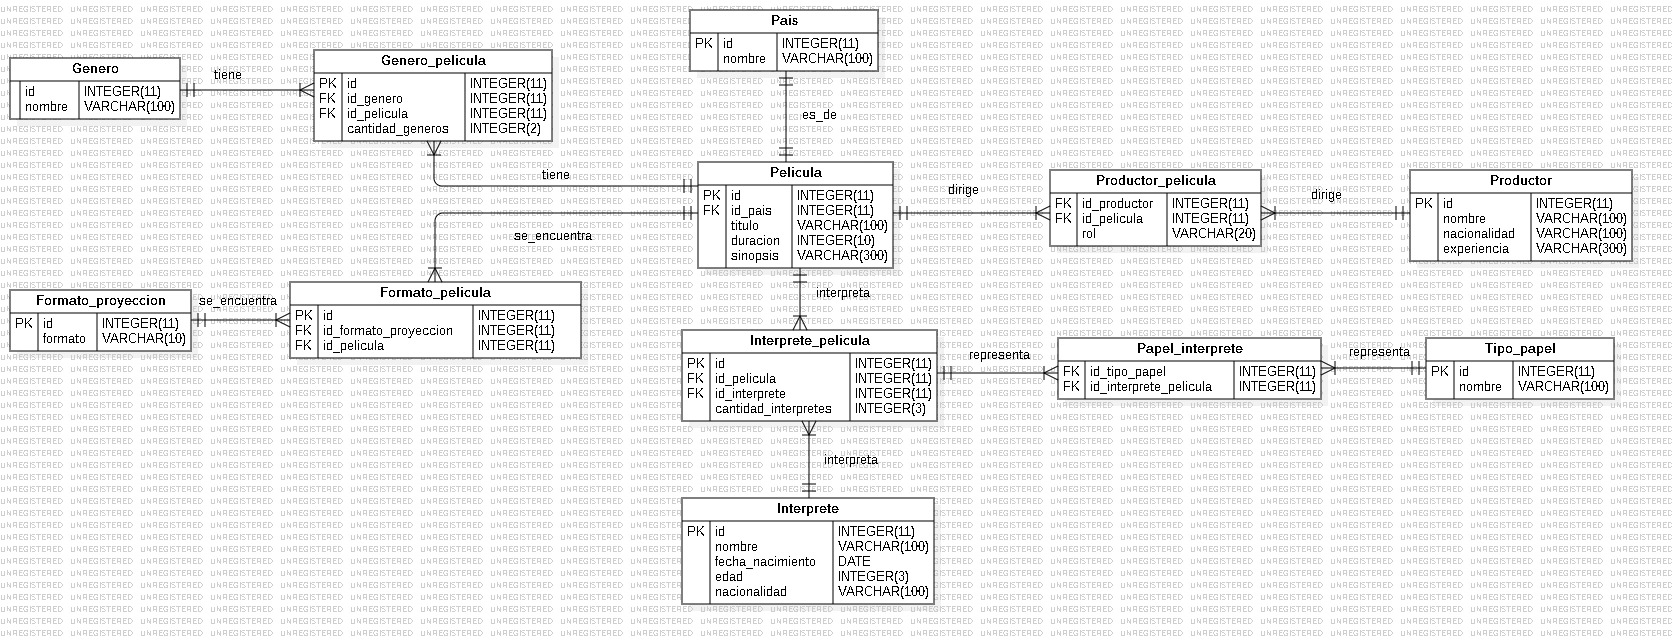 Pais
PK id INTEGER(11)
nombre VARCHAR(100)
Genero
id INTEGER(11)
nombre VARCHAR(100)
tiene
Genero_pelicula
PK id INTEGER(11)
FK id_genero INTEGER(11)
FK id_pelicula INTEGER(11)
cantidad_generos INTEGER(2)
es_de
tiene
Pelicula
PK id INTEGER(11)
FK id_pais INTEGER(11)
titulo VARCHAR(100)
duracion INTEGER(10)
sinopsis VARCHAR(300)
dirige
Productor_pelicula
FK id_productor INTEGER(11)
FK id_pelicula INTEGER(11)
rol VARCHAR(20)
dirige
Productor
PK id INTEGER(11)
nombre VARCHAR(100)
nacionalidad VARCHAR(100)
experiencia VARCHAR(300)
se_encuentra
Formato_proyeccion
PK id INTEGER(11)
formato VARCHAR(10)
se_encuentra
Formato_pelicula
PK id INTEGER(11)
FK id_formato_proyeccion INTEGER(11)
FK id_pelicula INTEGER(11)
interpreta
Interprete_pelicula
PK id INTEGER(11)
FK id_pelicula INTEGER(11)
FK id_interprete INTEGER(11)
cantidad_interpretes INTEGER(3)
representa
Papel_interprete
FK id_tipo_papel INTEGER(11)
FK id_interprete_pelicula INTEGER(11)
representa
Tipo_papel
PK id INTEGER(11)
nombre VARCHAR(100)
interpreta
Interprete
PK id INTEGER(11)
nombre VARCHAR(100)
fecha_nacimiento DATE
edad INTEGER(3)
nacionalidad VARCHAR(100)
UNREGISTERED